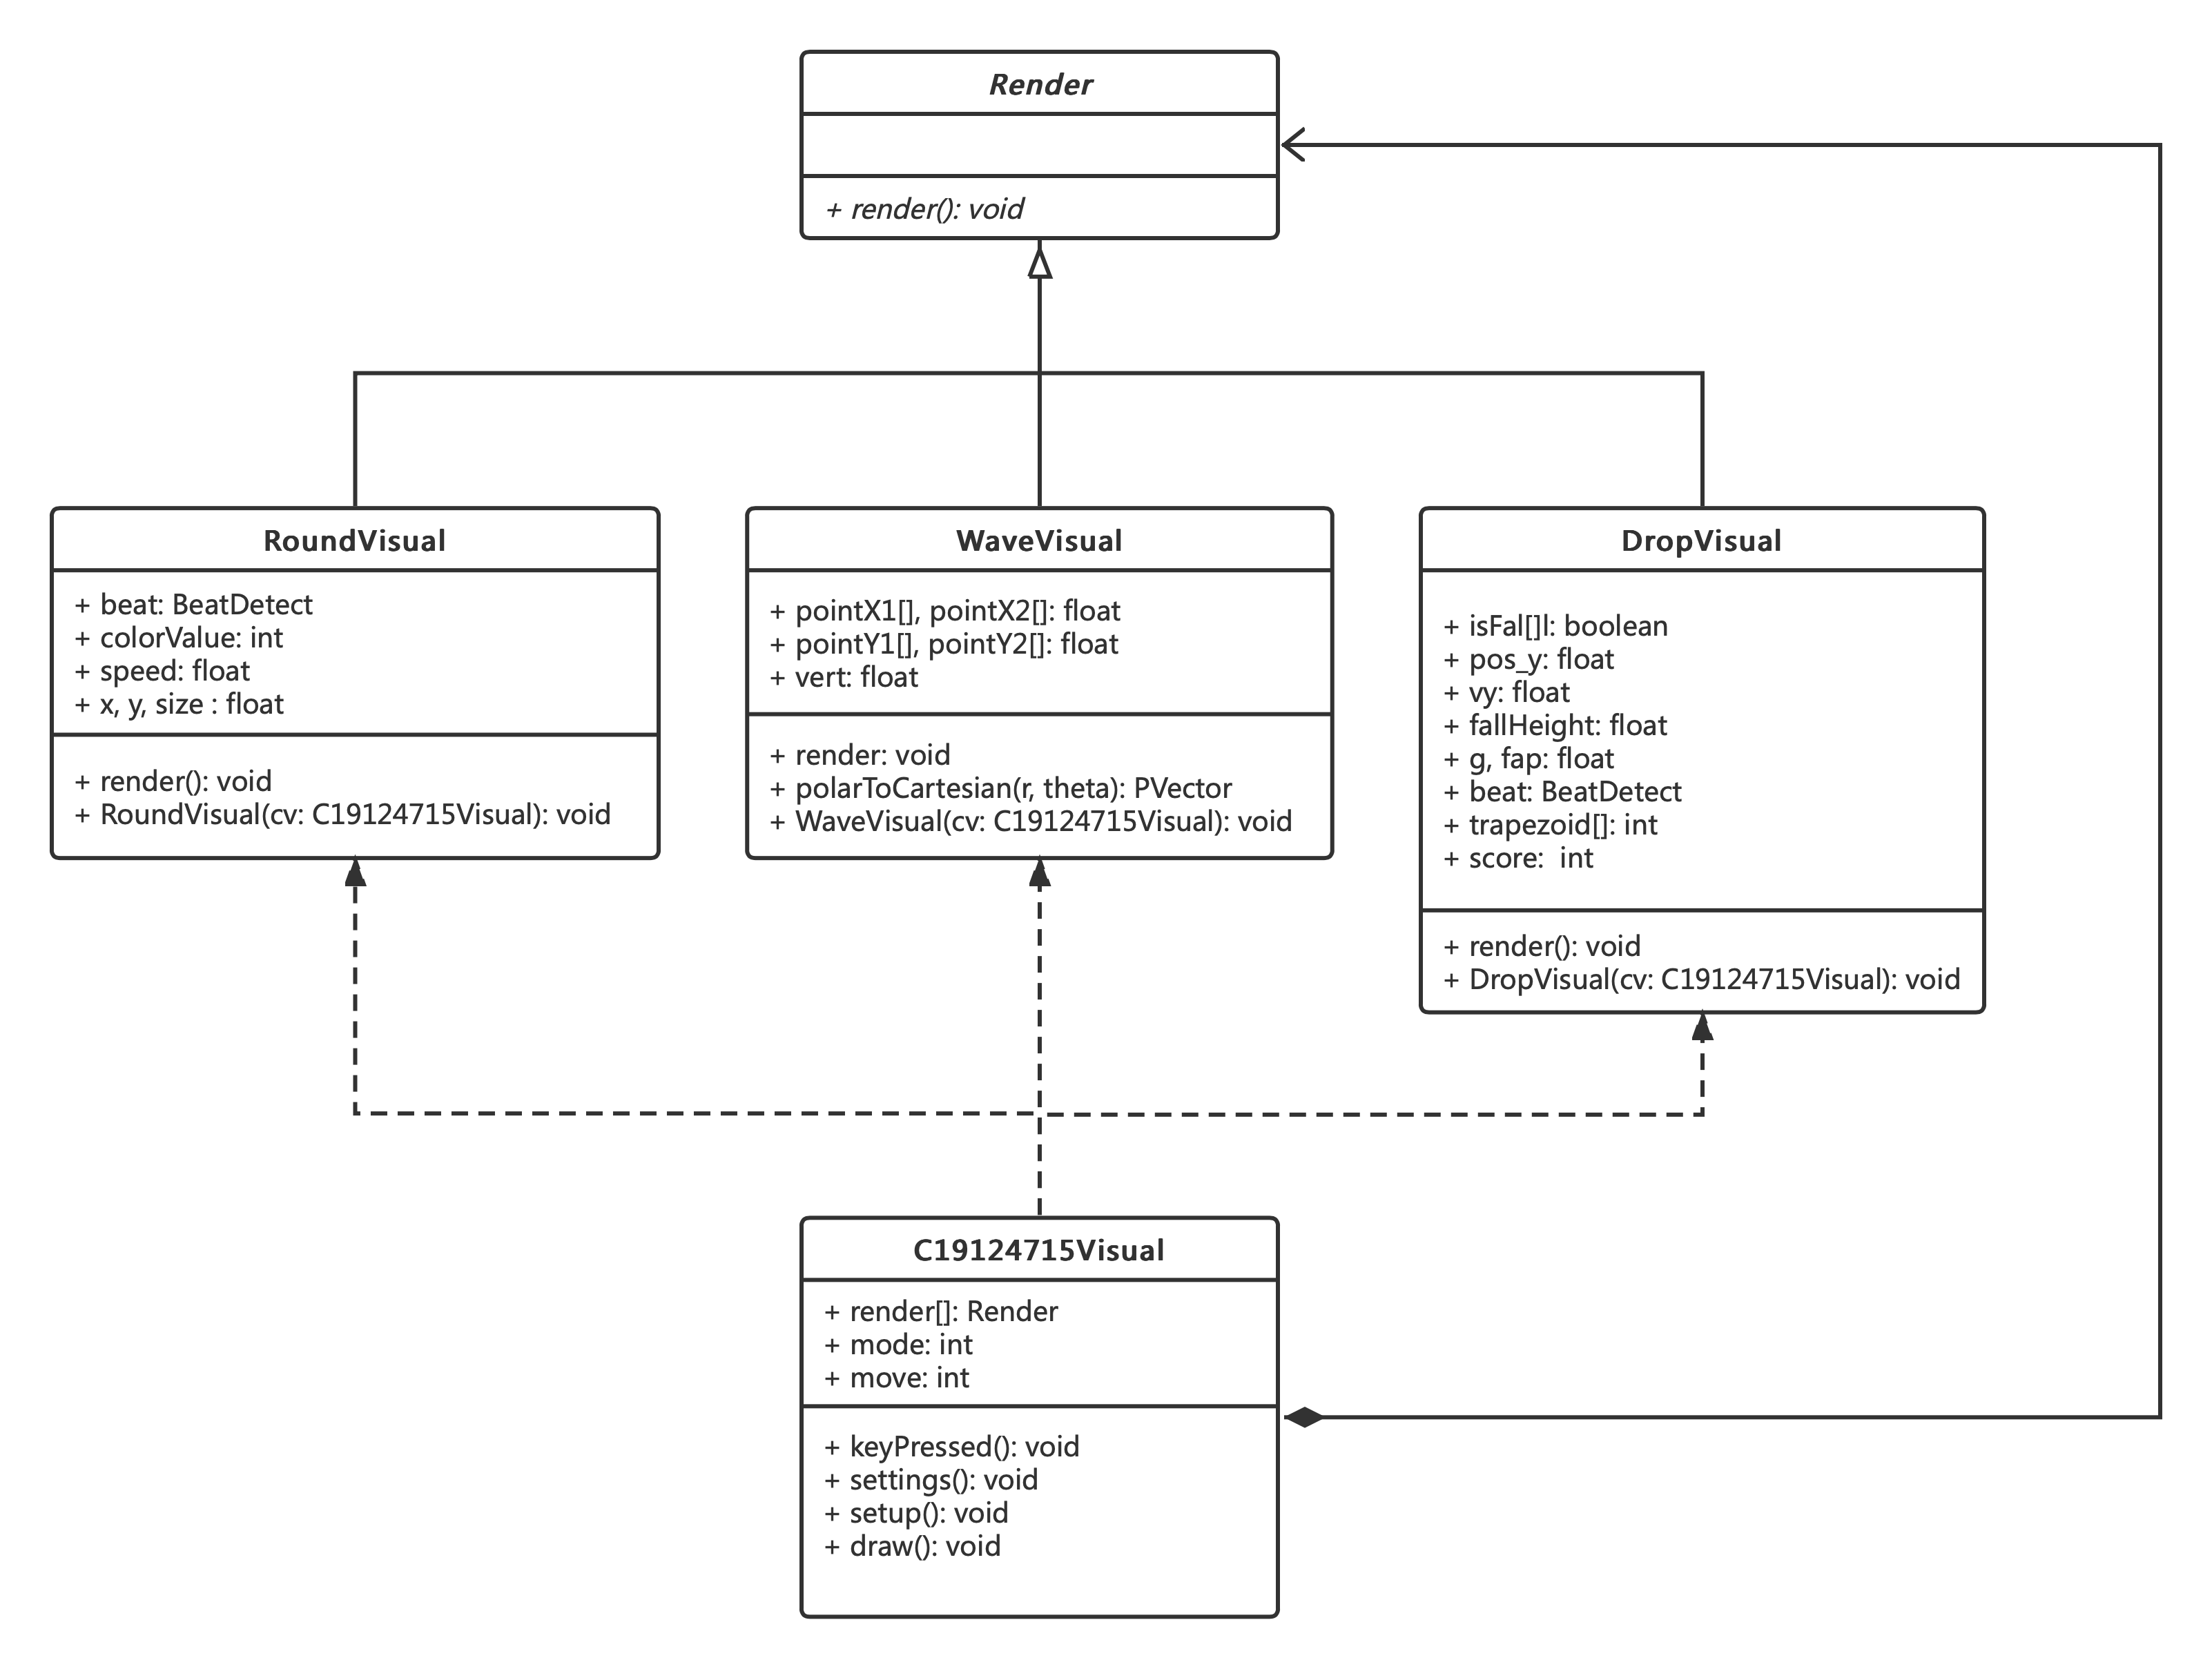 Render
+ render(): void
RoundVisual
+ beat: BeatDetect
+ colorValue: int
+ speed: float
+ x, y, size : float
+ render(): void
+ RoundVisual(cv: C19124715Visual): void
WaveVisual
+ pointX1[], pointX2[]: float
+ pointY1[], pointY2[]: float
+ vert: float
+ render: void
+ polarToCartesian(r, theta): PVector
+ WaveVisual(cv: C19124715Visual): void
DropVisual
+ isFal[]l: boolean
+ pos_y: float
+ vy: float
+ fallHeight: float
+ g, fap: float
+ beat: BeatDetect
+ trapezoid[]: int
+ score:  int
+ render(): void
+ DropVisual(cv: C19124715Visual): void
C19124715Visual
+ render[]: Render
+ mode: int
+ move: int
+ keyPressed(): void
+ settings(): void
+ setup(): void
+ draw(): void